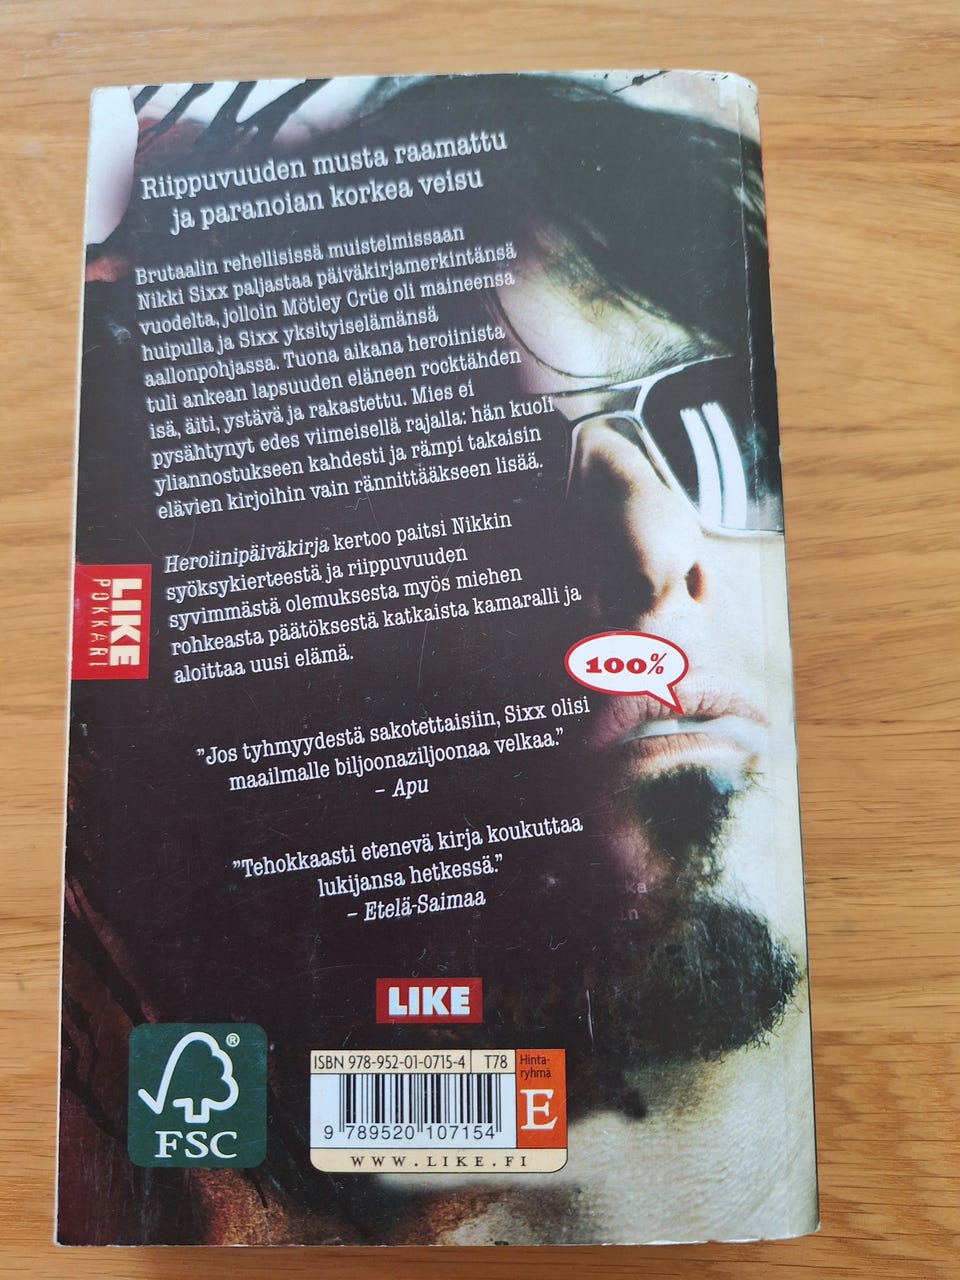 Riippuvuuden musta raamattu
ja paranoian korkea veisu
Brutaalin rehellisissä muistelmissaan
Nikki Sixx paljastaa päiväkirjamerkintänsä
vuodelta, jolloin Mötley Crüe oli maineensa
huipulla ja Sixx yksityiselämänsä
aallonpohjassa. Tuona aikana heroiinista
tuli ankean lapsuuden eläneen rocktähden
isä, äiti, ystävä ja rakastettu. Mies ei
pysähtynyt edes viimeisellä rajalla: hän kuoli
yliannostukseen kahdesti ja rämpi takaisin
elävien kirjoihin vain rännittääkseen lisää.
Heroiinipäiväkirja kertoo paitsi Nikkin
syöksykierteestä ja riippuvuuden
syvimmästä olemuksesta myös miehen
rohkeasta päätöksestä katkaista kamaralli ja
aloittaa uusi elämä.
LIKE
POKKARI
100%
"Jos tyhmyydestä sakotettaisiin, Sixx olisi
maailmalle biljoonaziljoonaa velkaa."
– Apu
"Tehokkaasti etenevä kirja koukuttaa
lukijansa hetkessä."
– Etelä-Saimaa
LIKE
FSC
®
ISBN 978-952-01-0715-4 T78
Hinta-
ryhmä
E
9 789520 107154
WWW.LIKE.FI